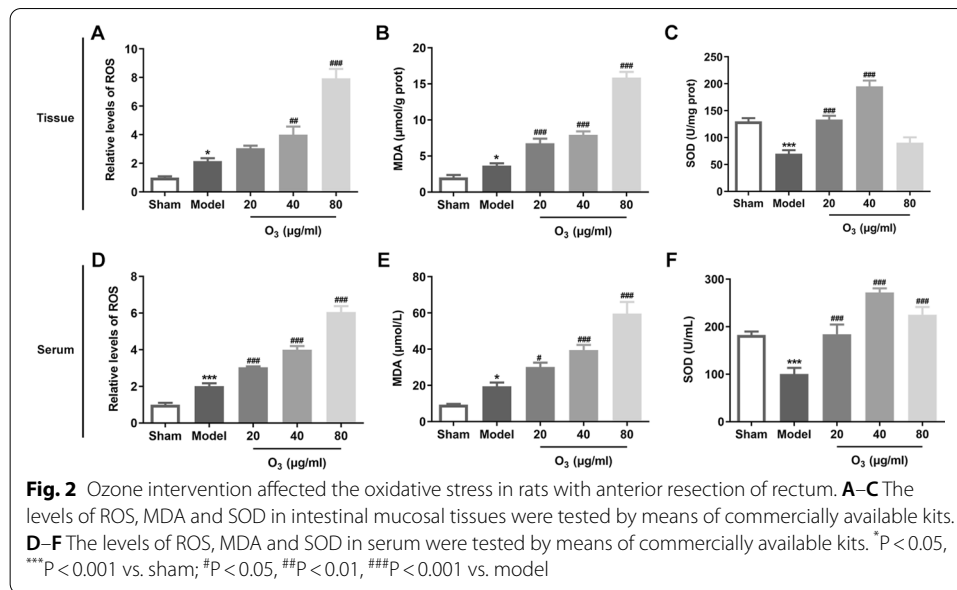 A
B
C
Tissue
Relative levels of ROS
10
8
6
4
2
0
*
##
###
Sham Model 20 40 80
O₃ (μg/ml)
MDA (μmol/g prot)
20
15
10
5
0
*
###
###
###
Sham Model 20 40 80
O₃ (μg/ml)
SOD (U/mg prot)
250
200
150
100
50
0
***
###
###
Sham Model 20 40 80
O₃ (μg/ml)
D
E
F
Serum
Relative levels of ROS
8
6
4
2
0
***
###
###
###
Sham Model 20 40 80
O₃ (μg/ml)
MDA (μmol/L)
80
60
40
20
0
*
#
###
###
Sham Model 20 40 80
O₃ (μg/ml)
SOD (U/mL)
300
200
100
0
***
###
###
###
Sham Model 20 40 80
O₃ (μg/ml)
Fig. 2 Ozone intervention affected the oxidative stress in rats with anterior resection of rectum. A–C The
levels of ROS, MDA and SOD in intestinal mucosal tissues were tested by means of commercially available kits.
D–F The levels of ROS, MDA and SOD in serum were tested by means of commercially available kits. *P < 0.05,
***P < 0.001 vs. sham; #P < 0.05, ##P < 0.01, ###P < 0.001 vs. model